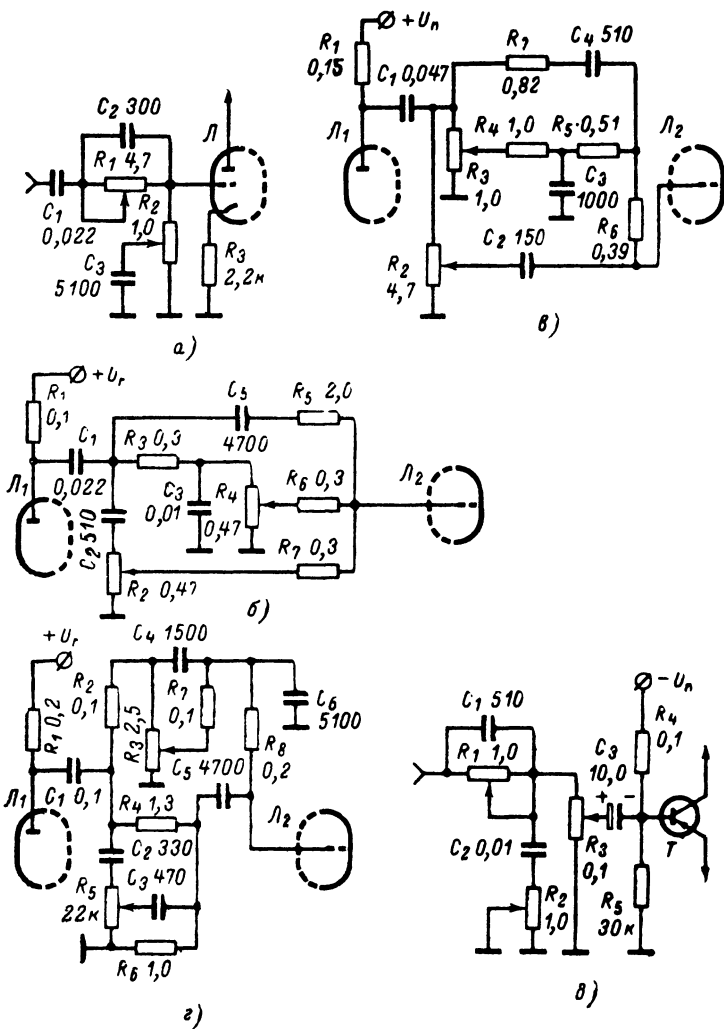 C₂ 300
R₁ 4,7
Л
C₁
0,022
R₂
1,0
C₃
5100
R₃
2,2к
а)
+Uп
R₁
0,15
C₁ 0,047
R₇
0,82
C₄ 510
Л₁
R₄ 1,0
R₅·0,51
Л₂
R₃
1,0
C₃
1000
R₂
4,7
C₂ 150
R₆
0,39
в)
+Uг
R₁
0,1
C₁
0,022
Л₁
C₅
4700
R₅ 2,0
R₃ 0,3
C₃
0,01
R₄
0,47
R₆ 0,3
Л₂
C₂ 510
R₂ 0,47
R₇ 0,3
б)
+Uг
R₁ 0,2
R₂
0,1
C₄ 1500
R₃ 2,5
R₇
0,1
C₆
5100
R₈
0,2
C₅ 4700
Л₁
C₁ 0,1
R₄ 1,3
Л₂
C₂ 330
R₅
22к
C₃ 470
R₆ 1,0
г)
-Uп
C₁ 510
R₁ 1,0
C₃
10,0
+ -
R₄
0,1
C₂ 0,01
R₃
0,1
T
R₂
1,0
R₅
30к
д)